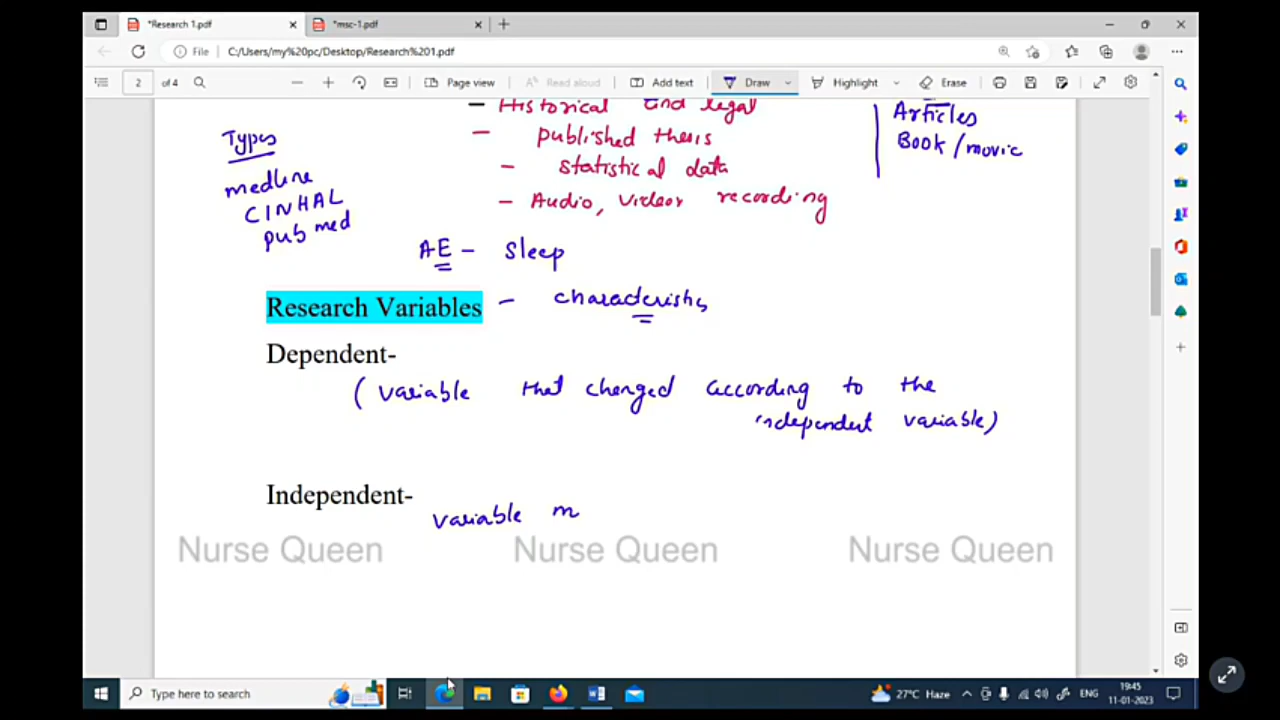 *Research 1.pdf
*msc-1.pdf
File C:/Users/my%20pc/Desktop/Research%201.pdf
2 of 4 Page view Read aloud Add text Draw Highlight Erase
- Historical and legal
- published thesis
- statistical data
- Audio, videos recording
Articles
Book / movie
Types
medline
CINHAL
pub med
AE - Sleep
Research Variables - characteristics
Dependent-
(variable that changed according to the
independent variable)
Independent-
variable m
Nurse Queen Nurse Queen Nurse Queen
Type here to search
27°C Haze ENG 19:45
11-01-2023